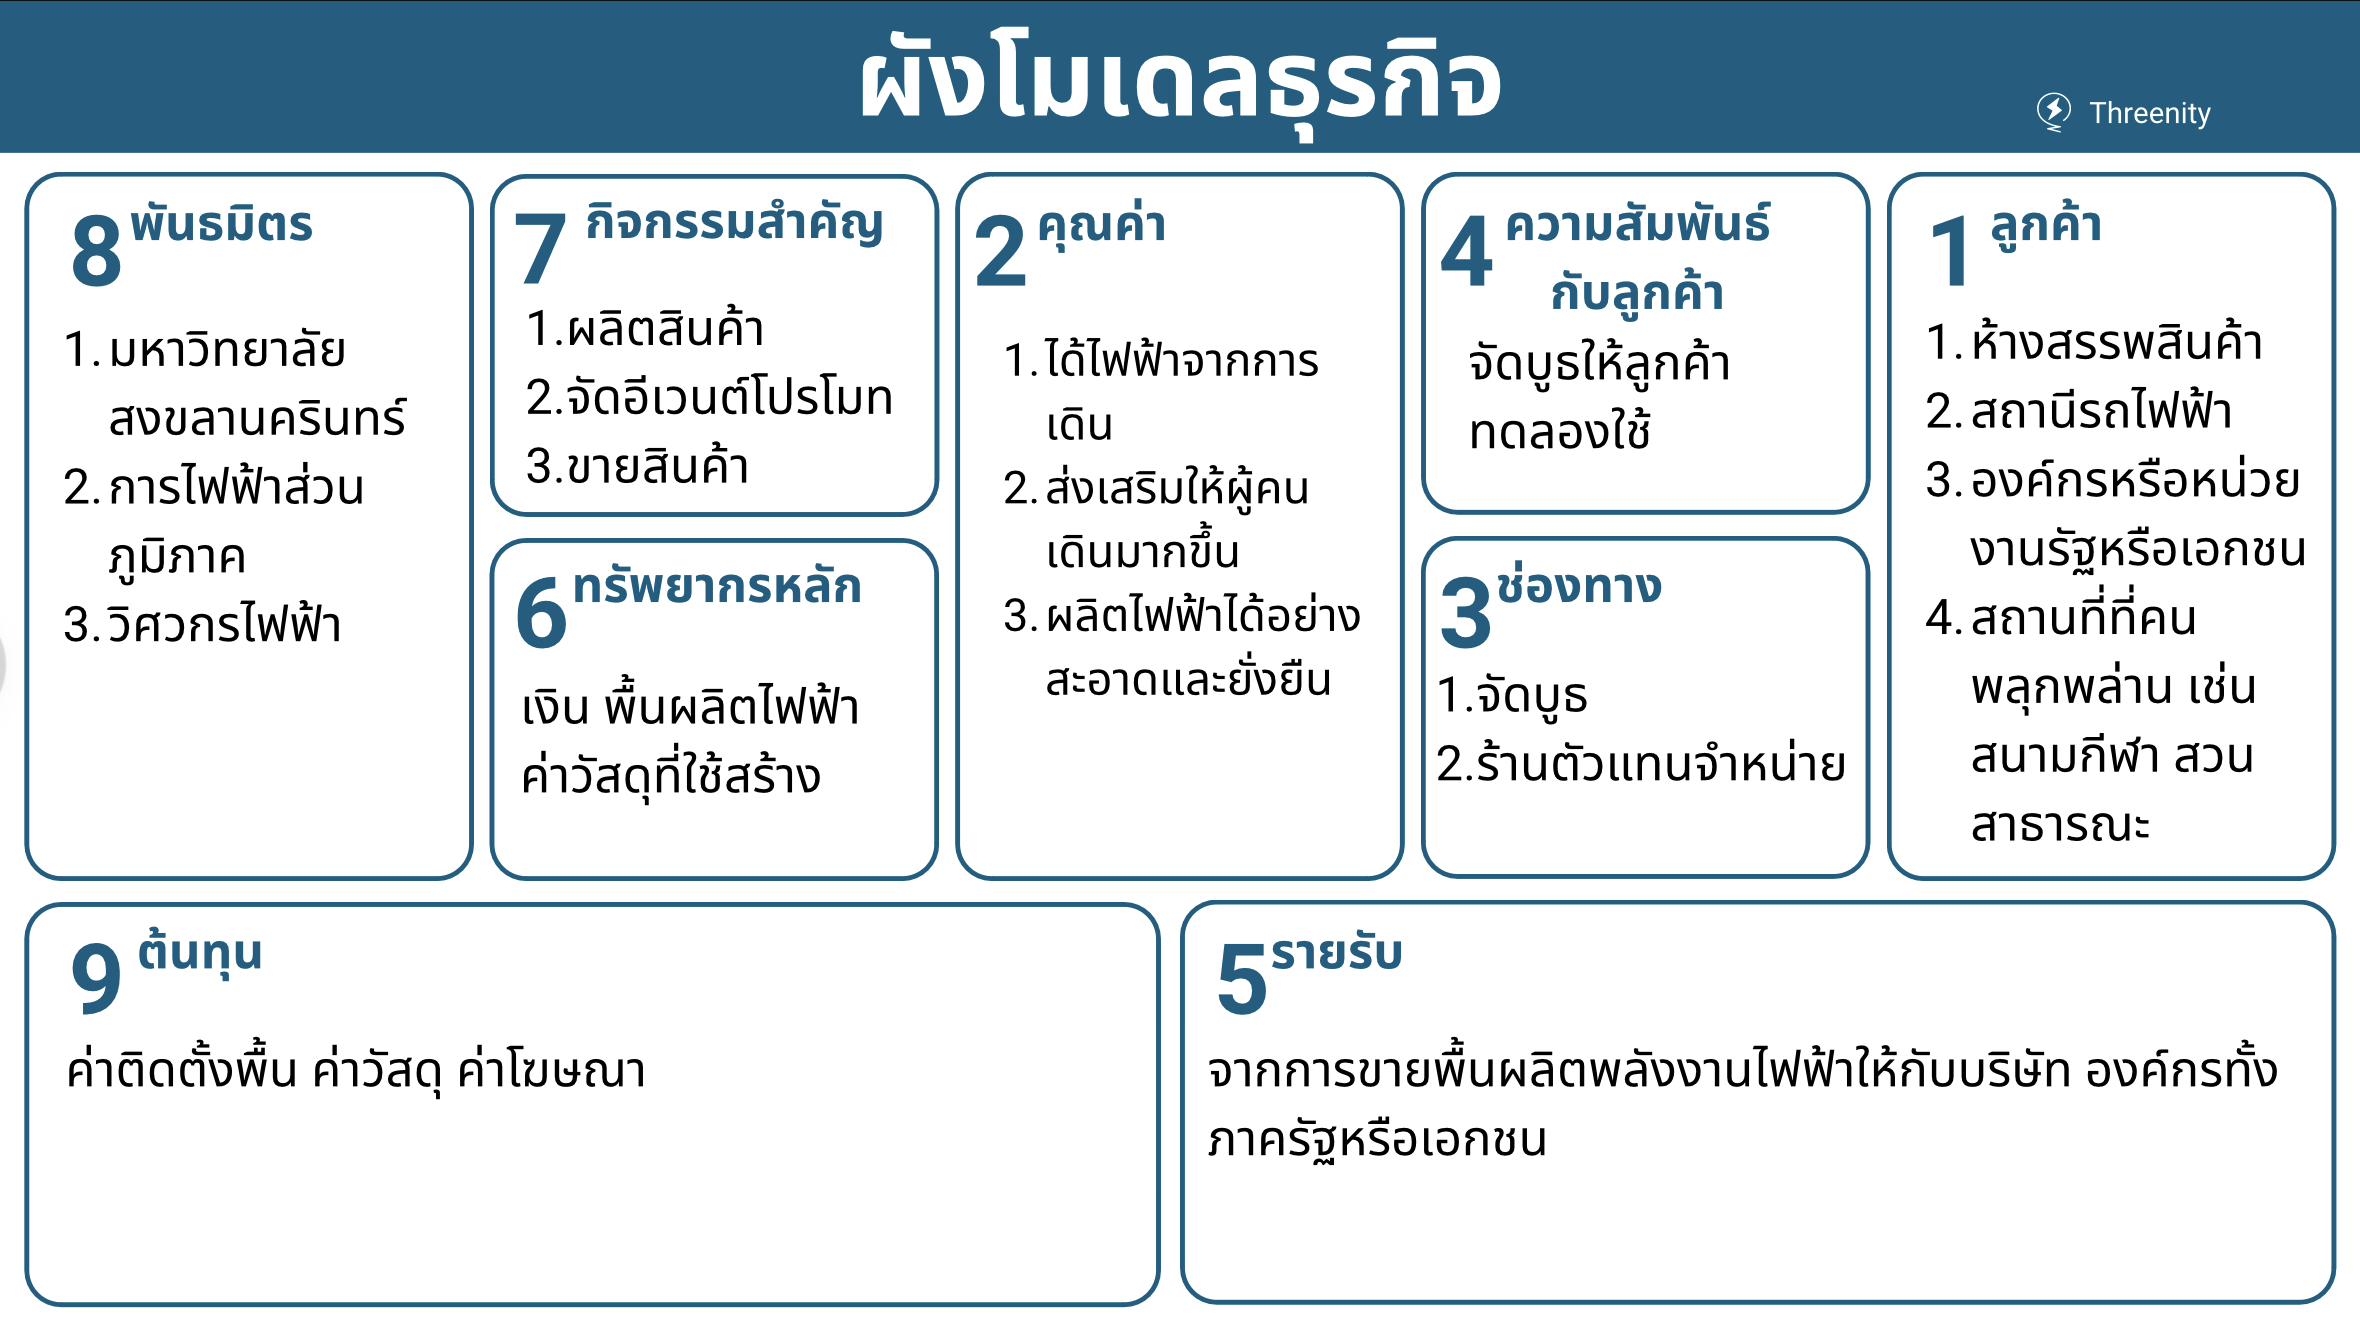 ผังโมเดลธุรกิจ
Threenity
8 พันธมิตร
1. มหาวิทยาลัย
สงขลานครินทร์
2. การไฟฟ้าส่วน
ภูมิภาค
3. วิศวกรไฟฟ้า
7 กิจกรรมสำคัญ
1.ผลิตสินค้า
2.จัดอีเวนต์โปรโมท
3.ขายสินค้า
6 ทรัพยากรหลัก
เงิน พื้นผลิตไฟฟ้า
ค่าวัสดุที่ใช้สร้าง
2 คุณค่า
1. ได้ไฟฟ้าจากการ
เดิน
2. ส่งเสริมให้ผู้คน
เดินมากขึ้น
3. ผลิตไฟฟ้าได้อย่าง
สะอาดและยั่งยืน
4 ความสัมพันธ์
กับลูกค้า
จัดบูธให้ลูกค้า
ทดลองใช้
3 ช่องทาง
1.จัดบูธ
2.ร้านตัวแทนจำหน่าย
1 ลูกค้า
1. ห้างสรรพสินค้า
2. สถานีรถไฟฟ้า
3. องค์กรหรือหน่วย
งานรัฐหรือเอกชน
4. สถานที่ที่คน
พลุกพล่าน เช่น
สนามกีฬา สวน
สาธารณะ
9 ต้นทุน
ค่าติดตั้งพื้น ค่าวัสดุ ค่าโฆษณา
5 รายรับ
จากการขายพื้นผลิตพลังงานไฟฟ้าให้กับบริษัท องค์กรทั้ง
ภาครัฐหรือเอกชน